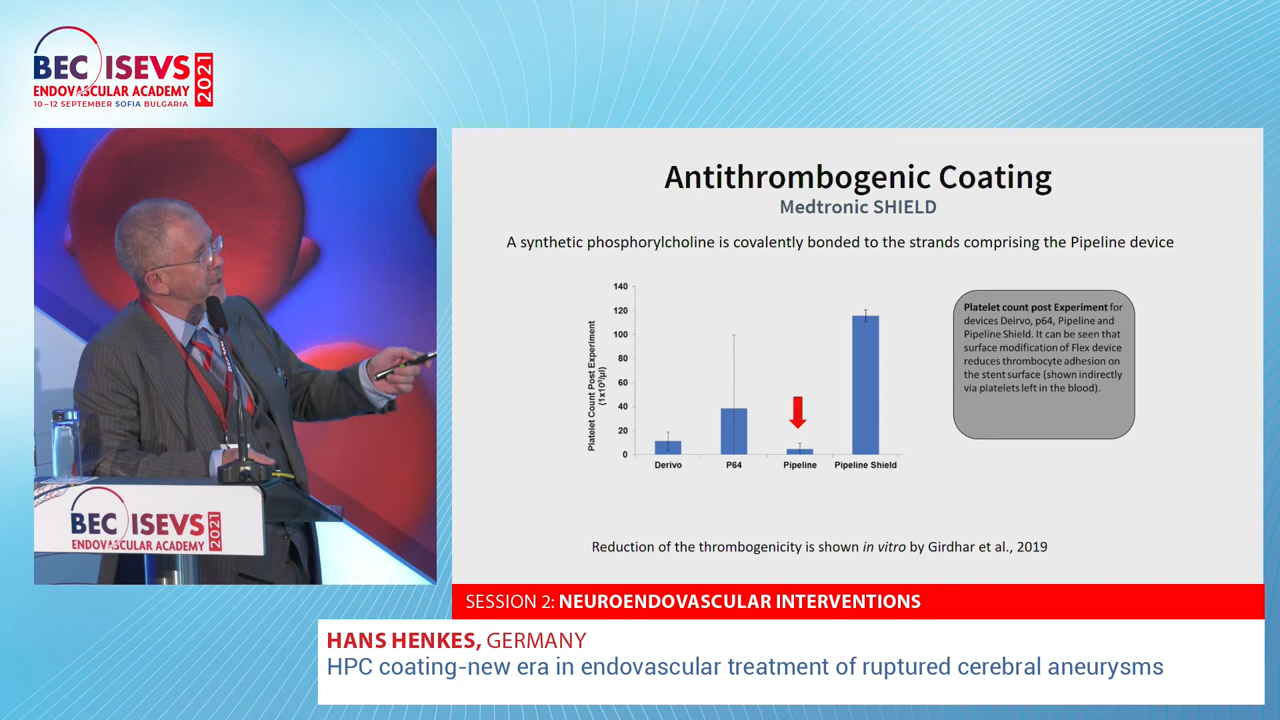 BEC ISEVS 2021
ENDOVASCULAR ACADEMY
10-12 SEPTEMBER SOFIA BULGARIA
BEC ISEVS 2021
ENDOVASCULAR ACADEMY
Antithrombogenic Coating
Medtronic SHIELD
A synthetic phosphorylcholine is covalently bonded to the strands comprising the Pipeline device
Platelet Count Post Experiment
(1x10³/µl)
140
120
100
80
60
40
20
0
Derivo P64 Pipeline Pipeline Shield
Platelet count post Experiment for
devices Deirvo, p64, Pipeline and
Pipeline Shield. It can be seen that
surface modification of Flex device
reduces thrombocyte adhesion on
the stent surface (shown indirectly
via platelets left in the blood).
Reduction of the thrombogenicity is shown in vitro by Girdhar et al., 2019
SESSION 2: NEUROENDOVASCULAR INTERVENTIONS
HANS HENKES, GERMANY
HPC coating-new era in endovascular treatment of ruptured cerebral aneurysms